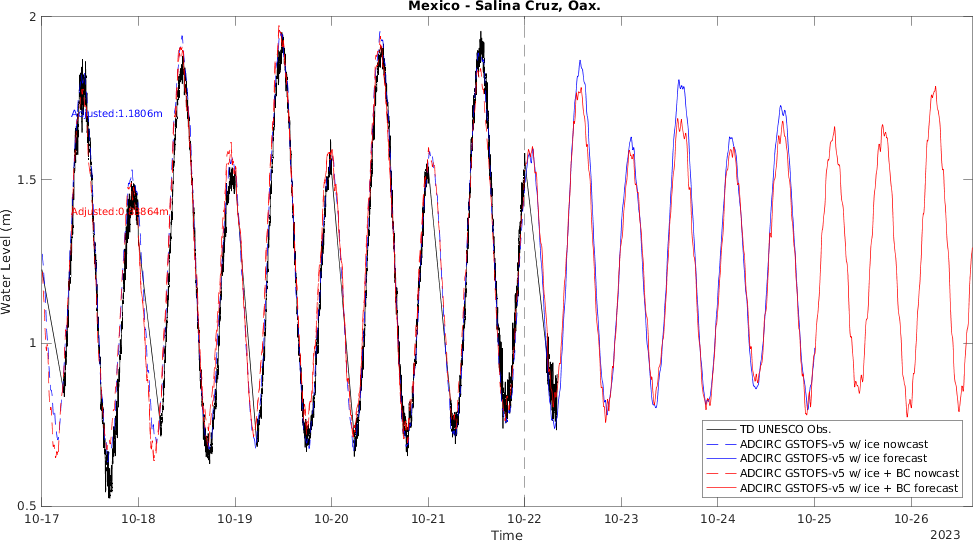 Mexico - Salina Cruz, Oax.
2
1.5
1
0.5
Water Level (m)
Adjusted:1.1806m
10-17
10-18
10-19
10-20
10-21
10-22
10-23
10-24
10-25
10-26
Time
2023
TD UNESCO Obs.
ADCIRC GSTOFS-v5 w/ ice nowcast
ADCIRC GSTOFS-v5 w/ ice forecast
ADCIRC GSTOFS-v5 w/ ice + BC nowcast
ADCIRC GSTOFS-v5 w/ ice + BC forecast